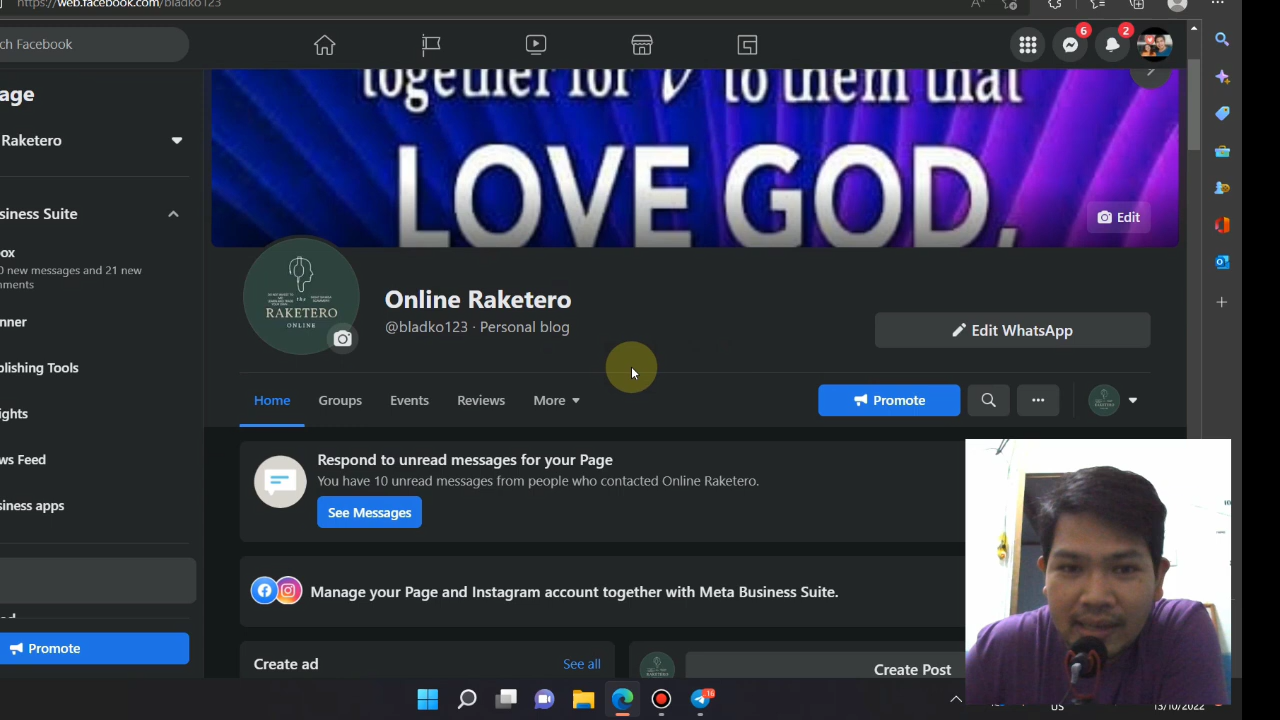 https://web.facebook.com/bladko123
ch Facebook
6
2
age
Raketero
siness Suite
ox
0 new messages and 21 new
mments
nner
blishing Tools
ights
ws Feed
siness apps
Promote
together for
to them that
LOVE GOD,
Edit
RAKETERO
ONLINE
Online Raketero
@bladko123 · Personal blog
Edit WhatsApp
Home
Groups
Events
Reviews
More
Promote
Respond to unread messages for your Page
You have 10 unread messages from people who contacted Online Raketero.
See Messages
Manage your Page and Instagram account together with Meta Business Suite.
Create ad
See all
Create Post
16
US
13/10/2022